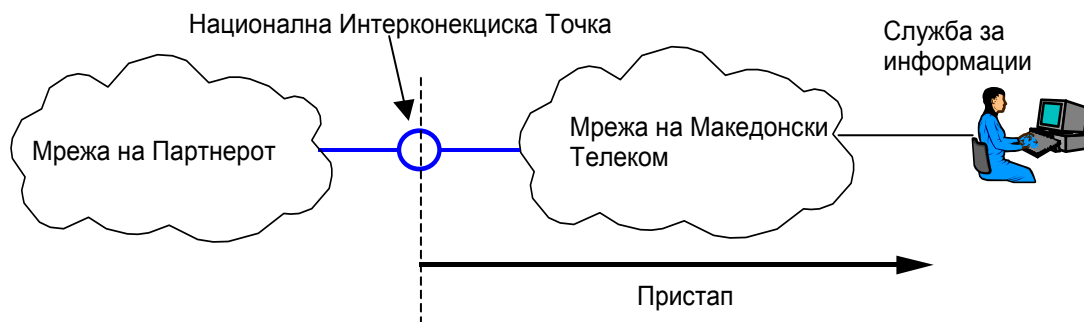 Национална Интерконекциска Точка
Служба за
информации
Мрежа на Партнерот
Мрежа на Македонски
Телеком
Пристап